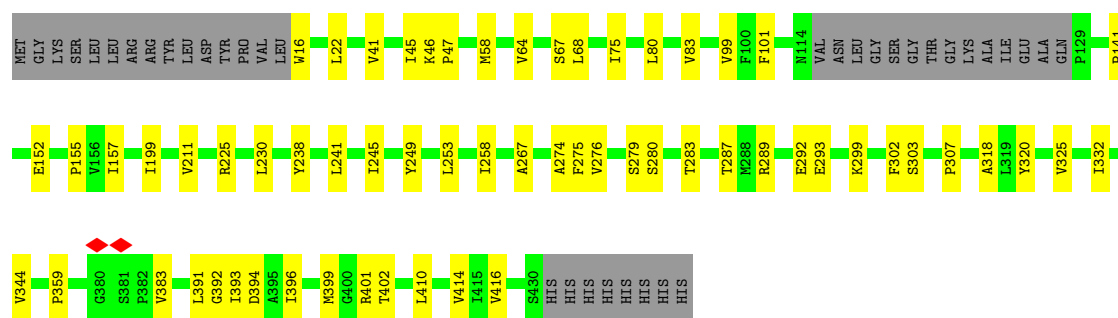 MET GLY LYS SER LEU LEU ARG ARG TYR LEU ASP TYR PRO VAL LEU W16 L22 V41 I45 K46 P47 M58 V64 S67 L68 I75 L80 V83 V99 F100 F101 N114 VAL ASN LEU GLY SER GLY THR GLY LYS ALA ILE GLU ALA GLN P129
E152 P155 V156 I157 I199 V211 R225 L230 Y238 L241 I245 Y249 L253 I258 A267 A274 F275 V276 S279 S280 T283 T287 M288 R289 E292 E293 K299 F302 S303 P307 A318 L319 Y320 V325 I332
V344 P359 G380 S381 P382 V383 L391 G392 I393 D394 A395 I396 M399 G400 R401 T402 L410 V414 I415 V416 S430 HIS HIS HIS HIS HIS HIS HIS HIS